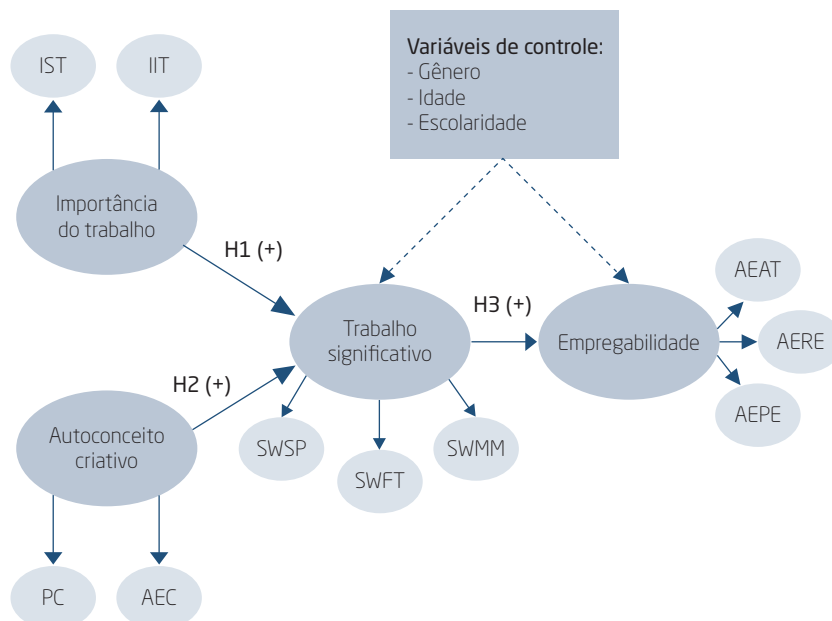 IST
IIT
Variáveis de controle:
- Gênero
- Idade
- Escolaridade
Importância
do trabalho
H1 (+)
AEAT
Trabalho
significativo
H3 (+)
Empregabilidade
AERE
H2 (+)
AEPE
Autoconceito
criativo
SWSP
SWFT
SWMM
PC
AEC